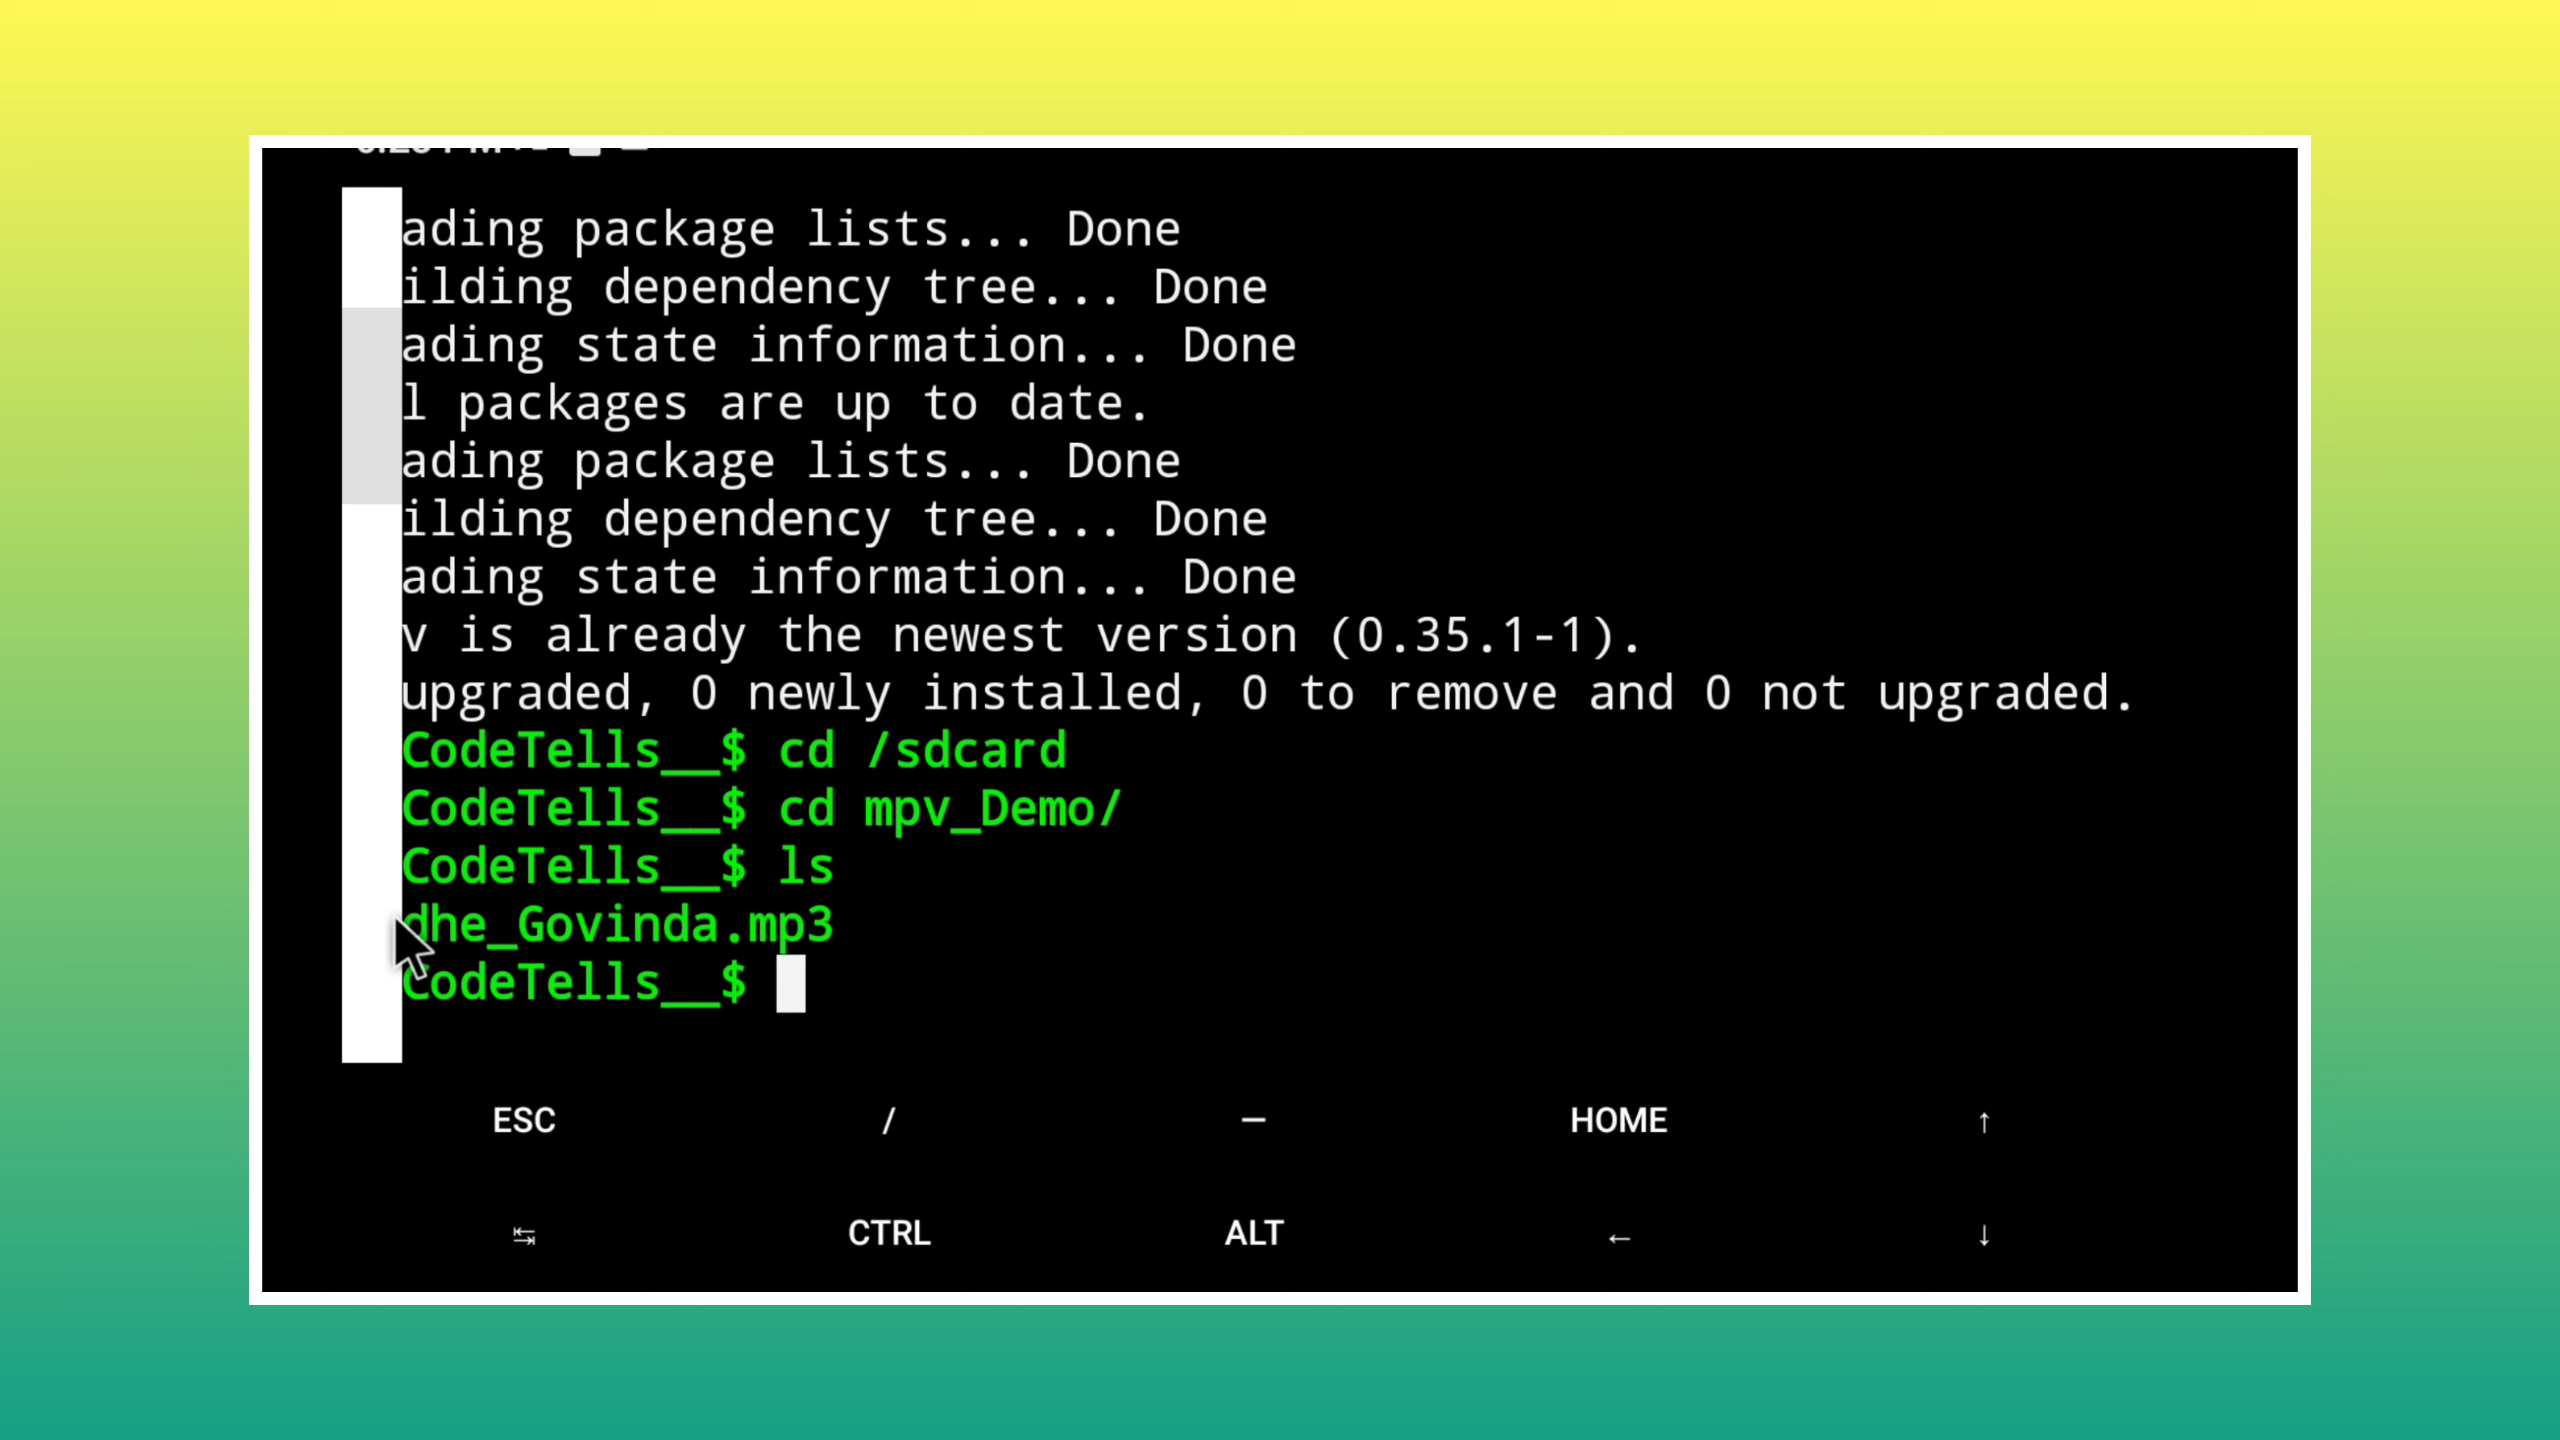 ading package lists... Done
ilding dependency tree... Done
ading state information... Done
l packages are up to date.
ading package lists... Done
ilding dependency tree... Done
ading state information... Done
v is already the newest version (0.35.1-1).
upgraded, 0 newly installed, 0 to remove and 0 not upgraded.
CodeTells__$ cd /sdcard
CodeTells__$ cd mpv_Demo/
CodeTells__$ ls
dhe_Govinda.mp3
CodeTells__$
ESC / — HOME ↑
↹ CTRL ALT ← ↓